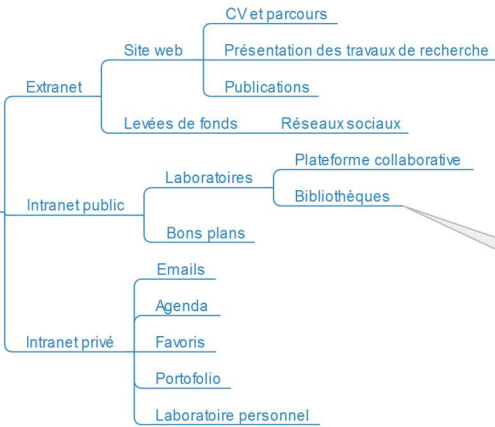 CV et parcours
Site web
Présentation des travaux de recherche
Extranet
Publications
Levées de fonds
Réseaux sociaux
Plateforme collaborative
Laboratoires
Bibliothèques
Intranet public
Bons plans
Emails
Agenda
Intranet privé
Favoris
Portofolio
Laboratoire personnel